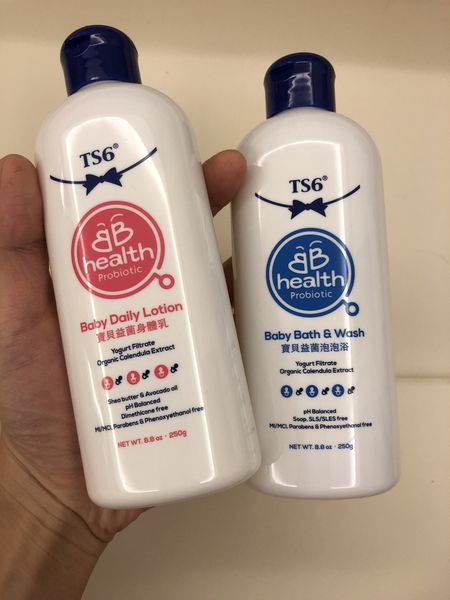 TS6®
BB
health
Probiotic
Baby Daily Lotion
寶貝益菌身體乳
Yogurt Filtrate
Organic Calendula Extract
Shea butter & Avocado oil
pH Balanced
Dimethicone free
MI/MCI, Parabens & Phenoxyethanol free
NET WT. 8.8 oz · 250g
TS6®
BB
health
Probiotic
Baby Bath & Wash
寶貝益菌泡泡浴
Yogurt Filtrate
Organic Calendula Extract
pH Balanced
Soap, SLS/SLES free
MI/MCI, Parabens & Phenoxyethanol free
NET WT. 8.8 oz · 250g